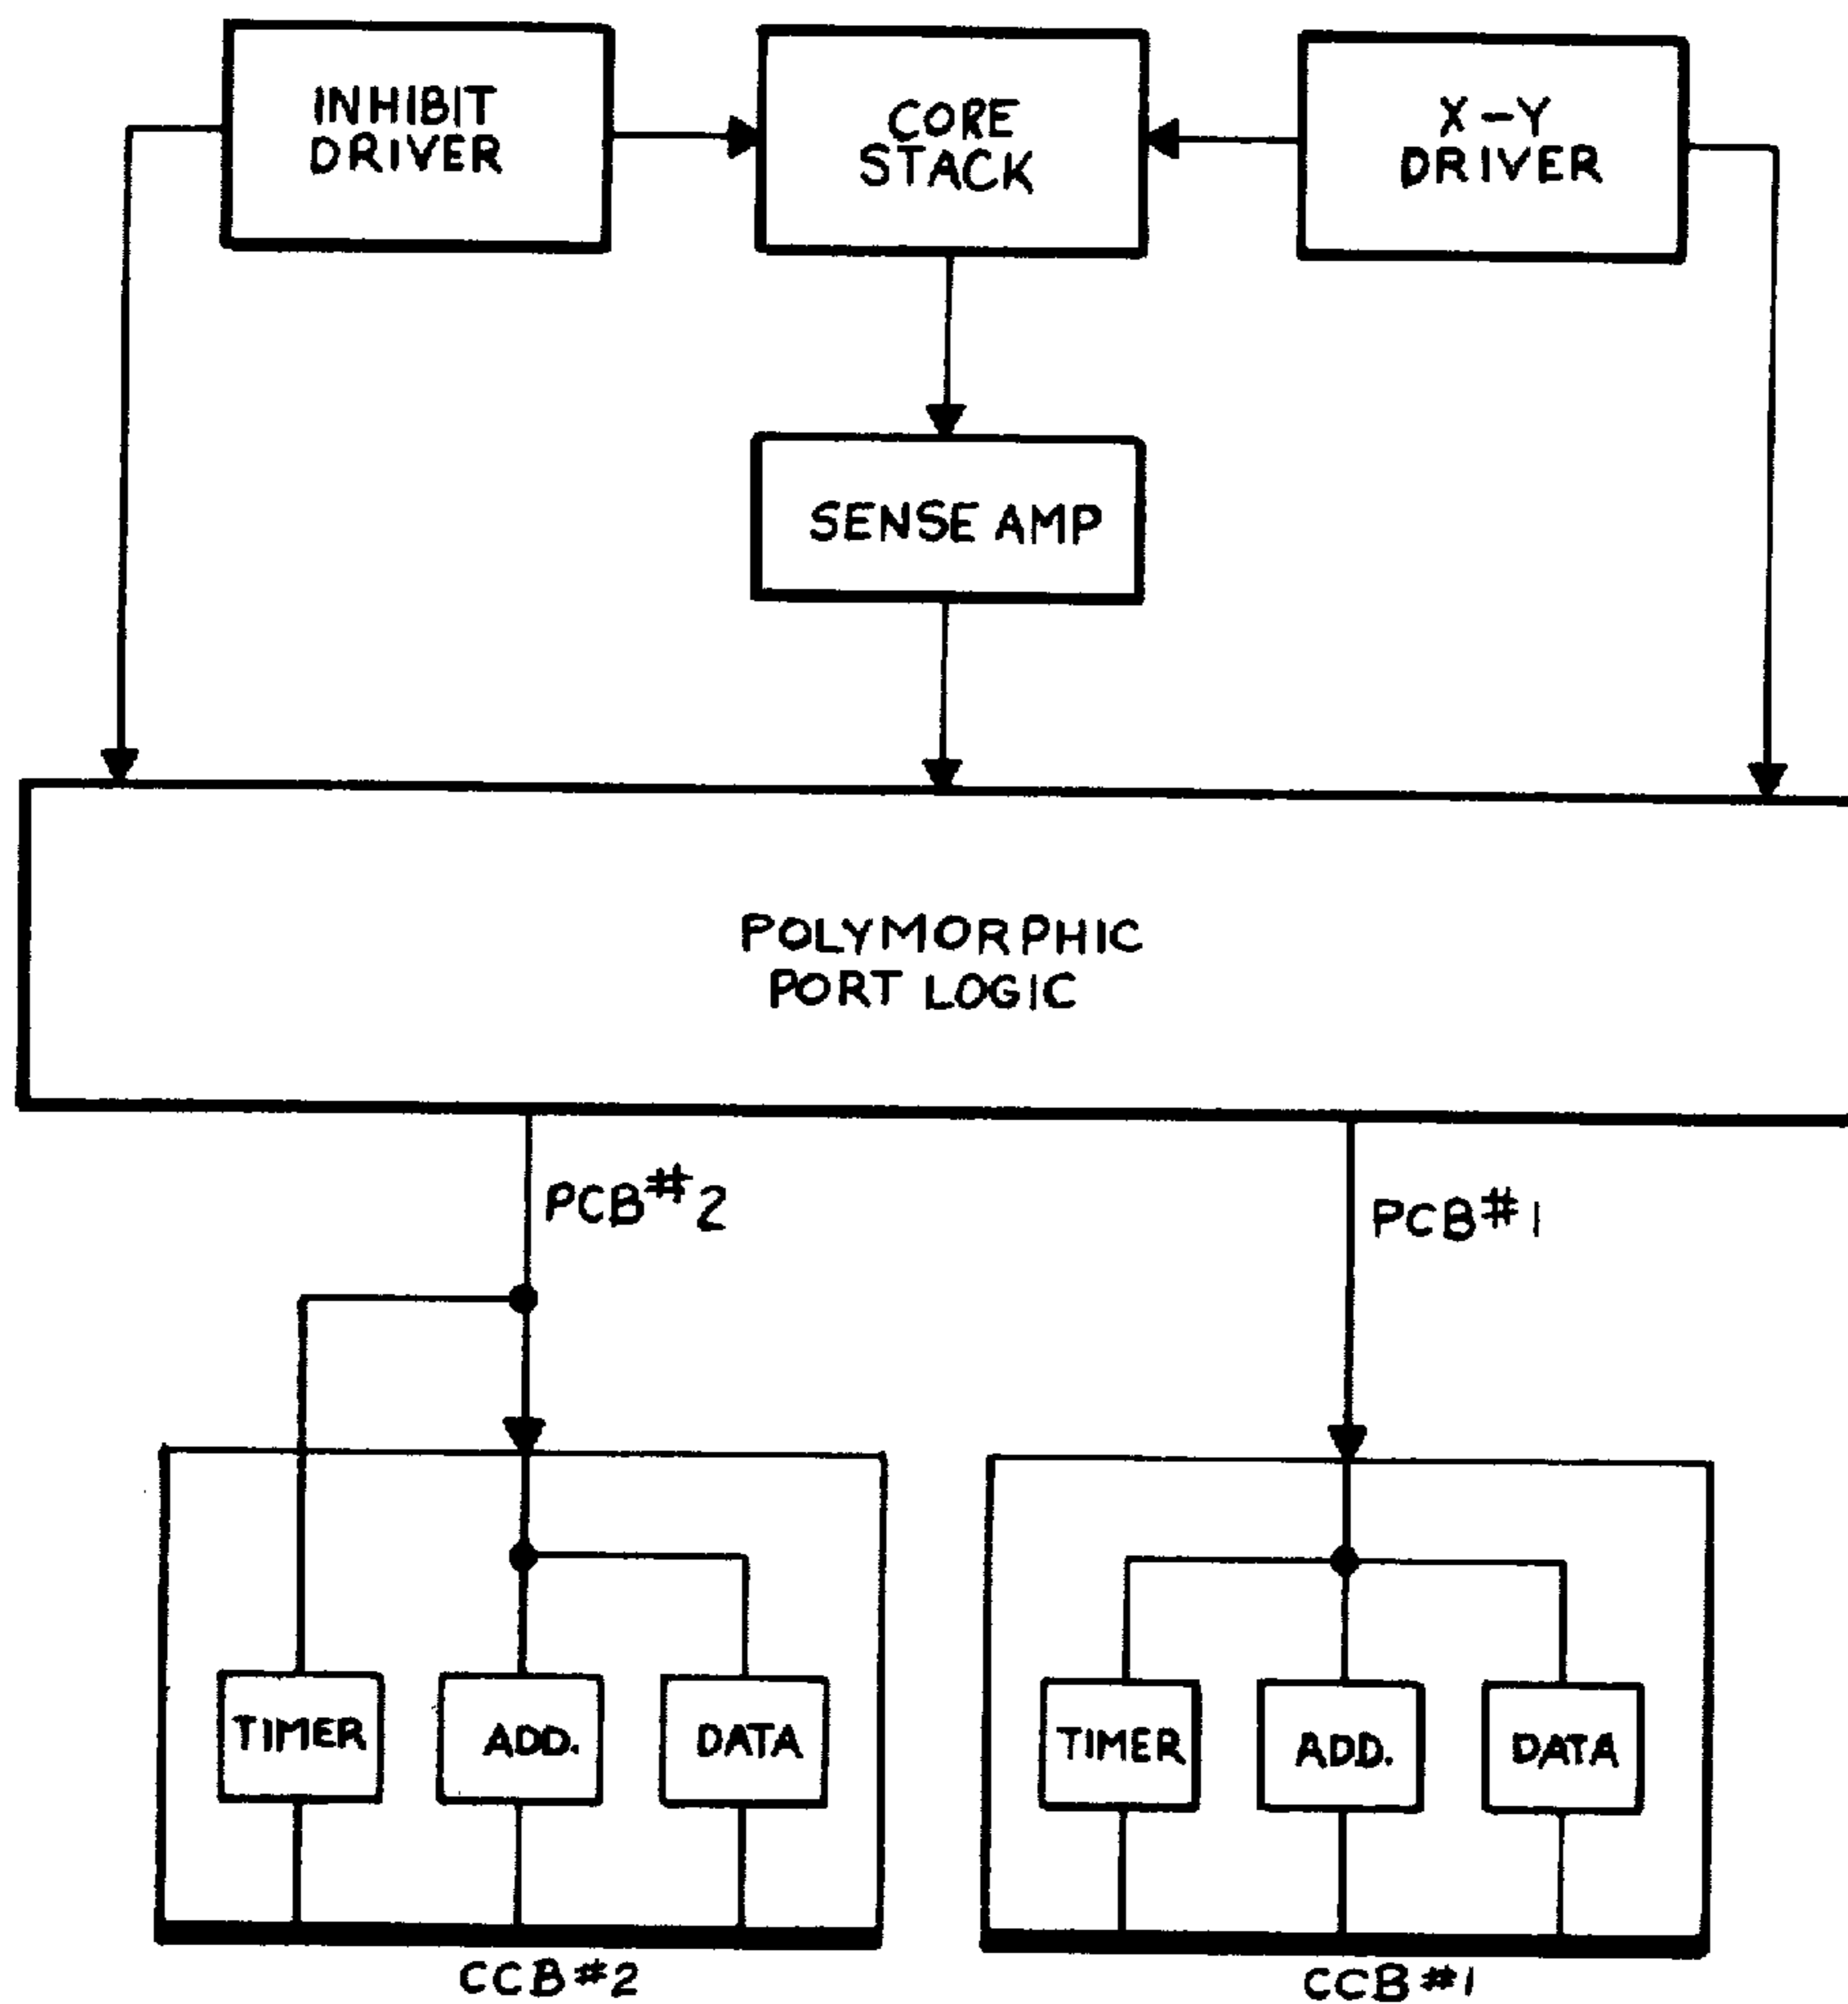 INHIBIT
DRIVER
CORE
STACK
X-Y
DRIVER
SENSE AMP
POLYMORPHIC
PORT LOGIC
PCB#2
PCB#1
TIMER
ADD.
DATA
TIMER
ADD.
DATA
CCB#2
CCB#1